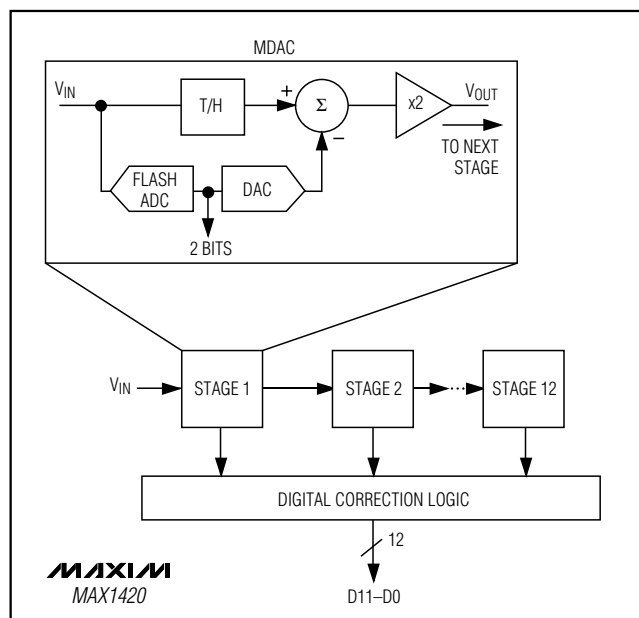 MDAC
VIN
T/H
+
Σ
−
x2
VOUT
TO NEXT
STAGE
FLASH
ADC
DAC
2 BITS
VIN
STAGE 1
STAGE 2
STAGE 12
DIGITAL CORRECTION LOGIC
12
MAXIM
MAX1420
D11–D0